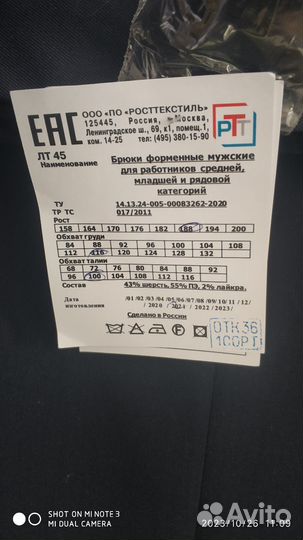 ЕАС
ООО "ПО «РОСТТЕКСТИЛЬ"
125445, Россия, Москва,
Ленинградское ш., 69, к1, помещ.1,
ком. 14-25 тел: (495) 380-15-90
РТТ
ЛТ 45
Наименование
Брюки форменные мужские
для работников средней,
младшей и рядовой
категорий
ТУ 14.13.24-005-00083262-2020
ТР ТС 017/2011
Рост
158 164 170 176 182 188 194 200
Обхват груди
84 88 92 96 100 104 108
112 116 120 124 128 132
Обхват талии
68 72 76 80 84 88 92
96 100 104 108 112 116
Состав 43% шерсть, 55% ПЭ, 2% лайкра.
Дата изготовления /01/02/03/04/05/06/07/08/09/10/11/12/
/ 2020 / 2021 / 2022 / 2023/
Сделано в России
ОТК 36
1 СОРТ
SHOT ON MI NOTE 3
MI DUAL CAMERA
2023/10/26 11:09
Avito